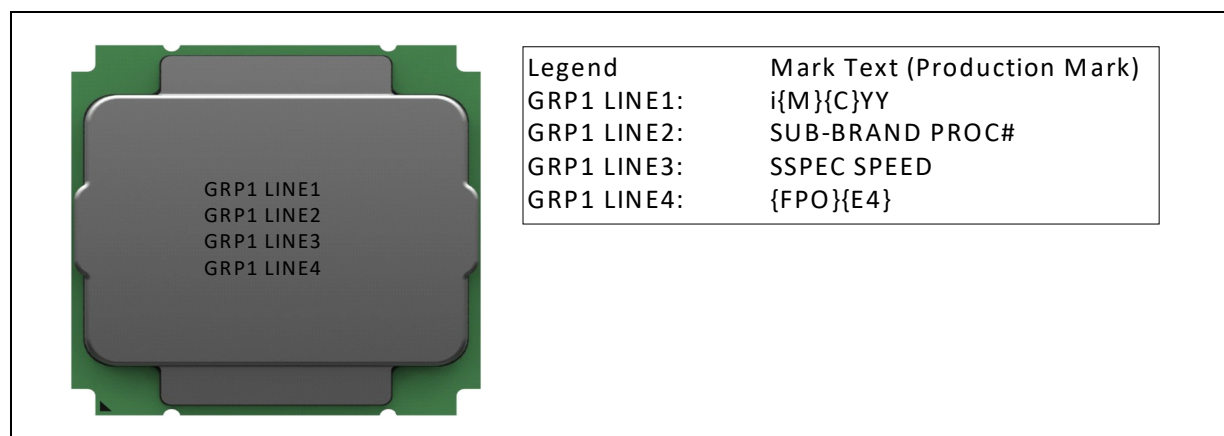 GRP1 LINE1
GRP1 LINE2
GRP1 LINE3
GRP1 LINE4
Legend Mark Text (Production Mark)
GRP1 LINE1: i{M}{C}YY
GRP1 LINE2: SUB-BRAND PROC#
GRP1 LINE3: SSPEC SPEED
GRP1 LINE4: {FPO}{E4}